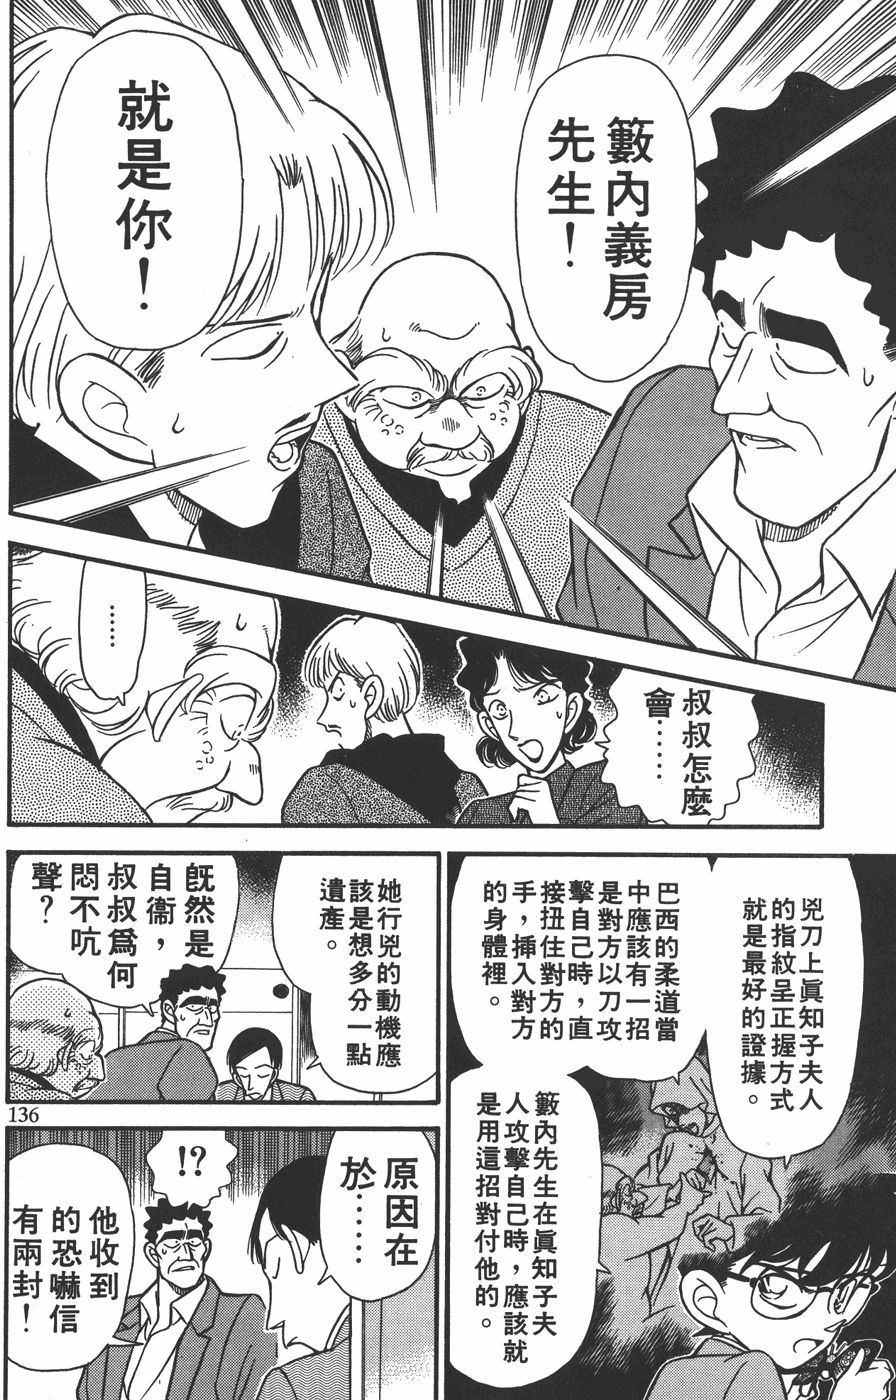 籔內義房
先生！
就是你！
叔叔怎麼
會……
……
兇刀上眞知子夫人
的指紋呈正握方式
就是最好的證據。
巴西的柔道當
中應該有一招
是對方以刀攻
擊自己時，直
接扭住對方的
手，揷入對方
的身體裡。
籔內先生在眞知子夫
人攻擊自己時，應該就
是用這招對付他的。
她行兇的動機應
該是想多分一點
遺產。
旣然是
自衞，
叔叔爲何
悶不吭
聲？
原因在
於……
!?
他收到
的恐嚇信
有兩封！
136